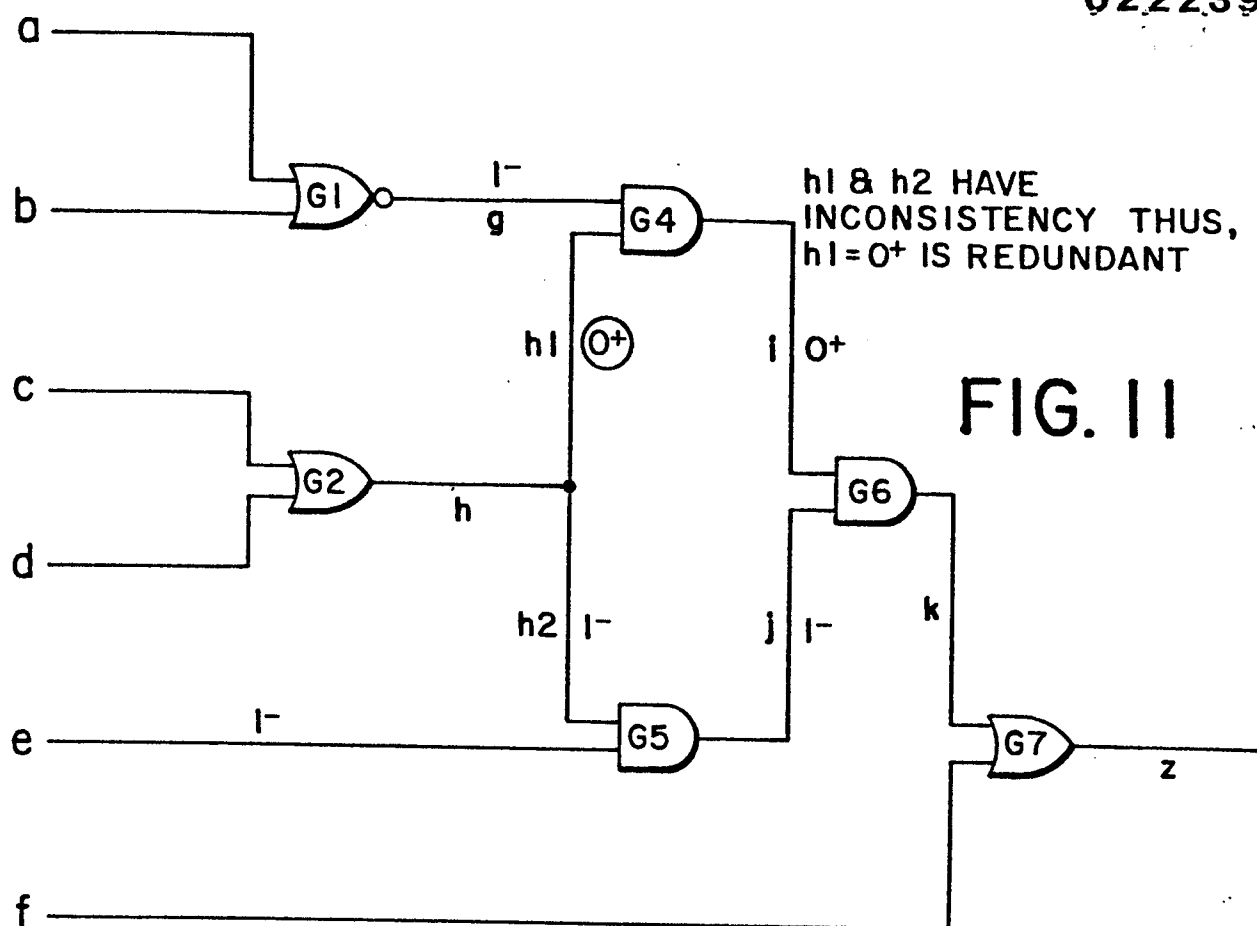 a
G1
1-
g
b
G4
h1 & h2 HAVE
INCONSISTENCY THUS,
h1=0+ IS REDUNDANT
h1
0+
i
0+
FIG. 11
c
G2
h
d
G6
h2
1-
j
1-
k
e
1-
G5
G7
z
f